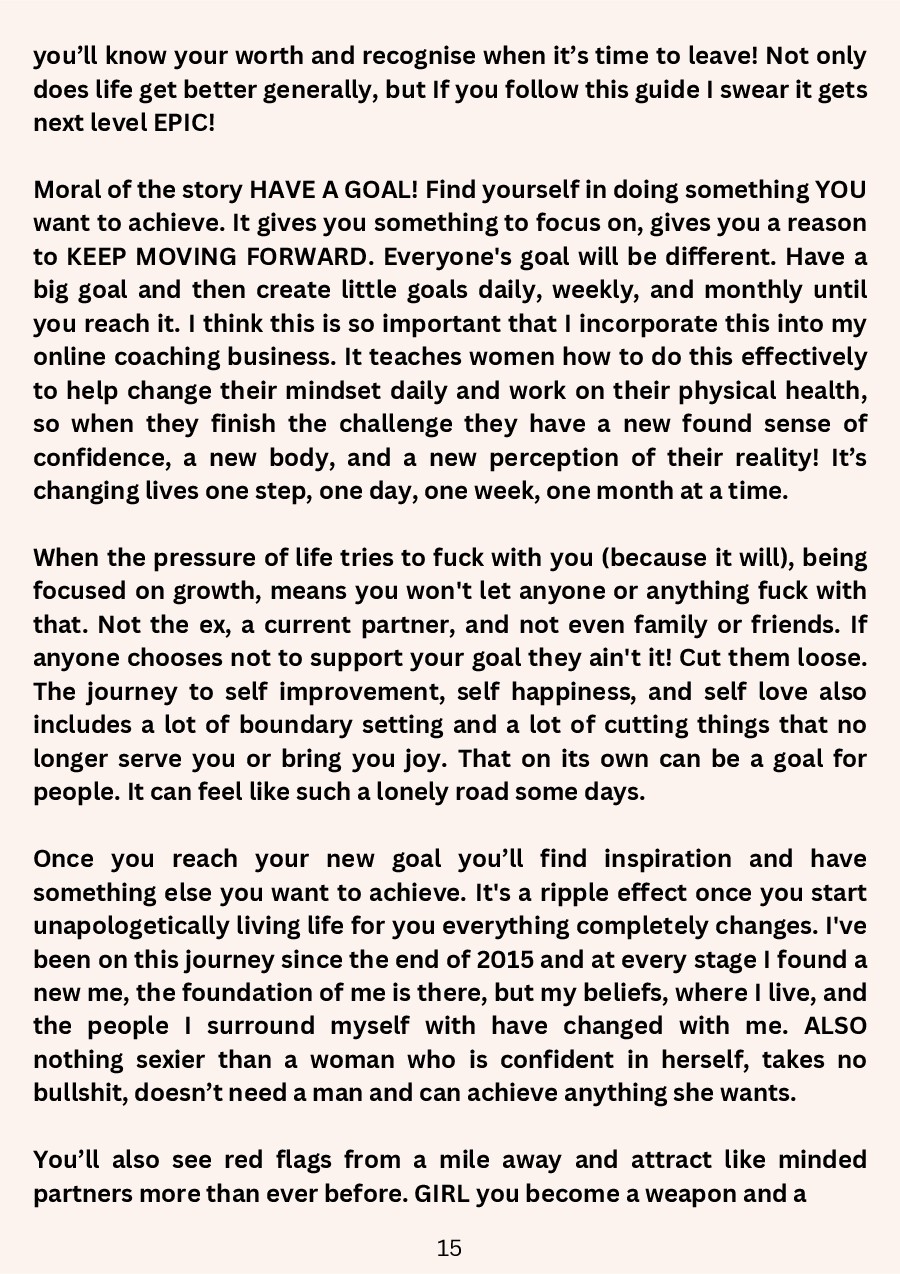 you’ll know your worth and recognise when it’s time to leave! Not only
does life get better generally, but If you follow this guide I swear it gets
next level EPIC!
Moral of the story HAVE A GOAL! Find yourself in doing something YOU
want to achieve. It gives you something to focus on, gives you a reason
to KEEP MOVING FORWARD. Everyone's goal will be different. Have a
big goal and then create little goals daily, weekly, and monthly until
you reach it. I think this is so important that I incorporate this into my
online coaching business. It teaches women how to do this effectively
to help change their mindset daily and work on their physical health,
so when they finish the challenge they have a new found sense of
confidence, a new body, and a new perception of their reality! It’s
changing lives one step, one day, one week, one month at a time.
When the pressure of life tries to fuck with you (because it will), being
focused on growth, means you won't let anyone or anything fuck with
that. Not the ex, a current partner, and not even family or friends. If
anyone chooses not to support your goal they ain't it! Cut them loose.
The journey to self improvement, self happiness, and self love also
includes a lot of boundary setting and a lot of cutting things that no
longer serve you or bring you joy. That on its own can be a goal for
people. It can feel like such a lonely road some days.
Once you reach your new goal you’ll find inspiration and have
something else you want to achieve. It's a ripple effect once you start
unapologetically living life for you everything completely changes. I've
been on this journey since the end of 2015 and at every stage I found a
new me, the foundation of me is there, but my beliefs, where I live, and
the people I surround myself with have changed with me. ALSO
nothing sexier than a woman who is confident in herself, takes no
bullshit, doesn’t need a man and can achieve anything she wants.
You’ll also see red flags from a mile away and attract like minded
partners more than ever before. GIRL you become a weapon and a
15